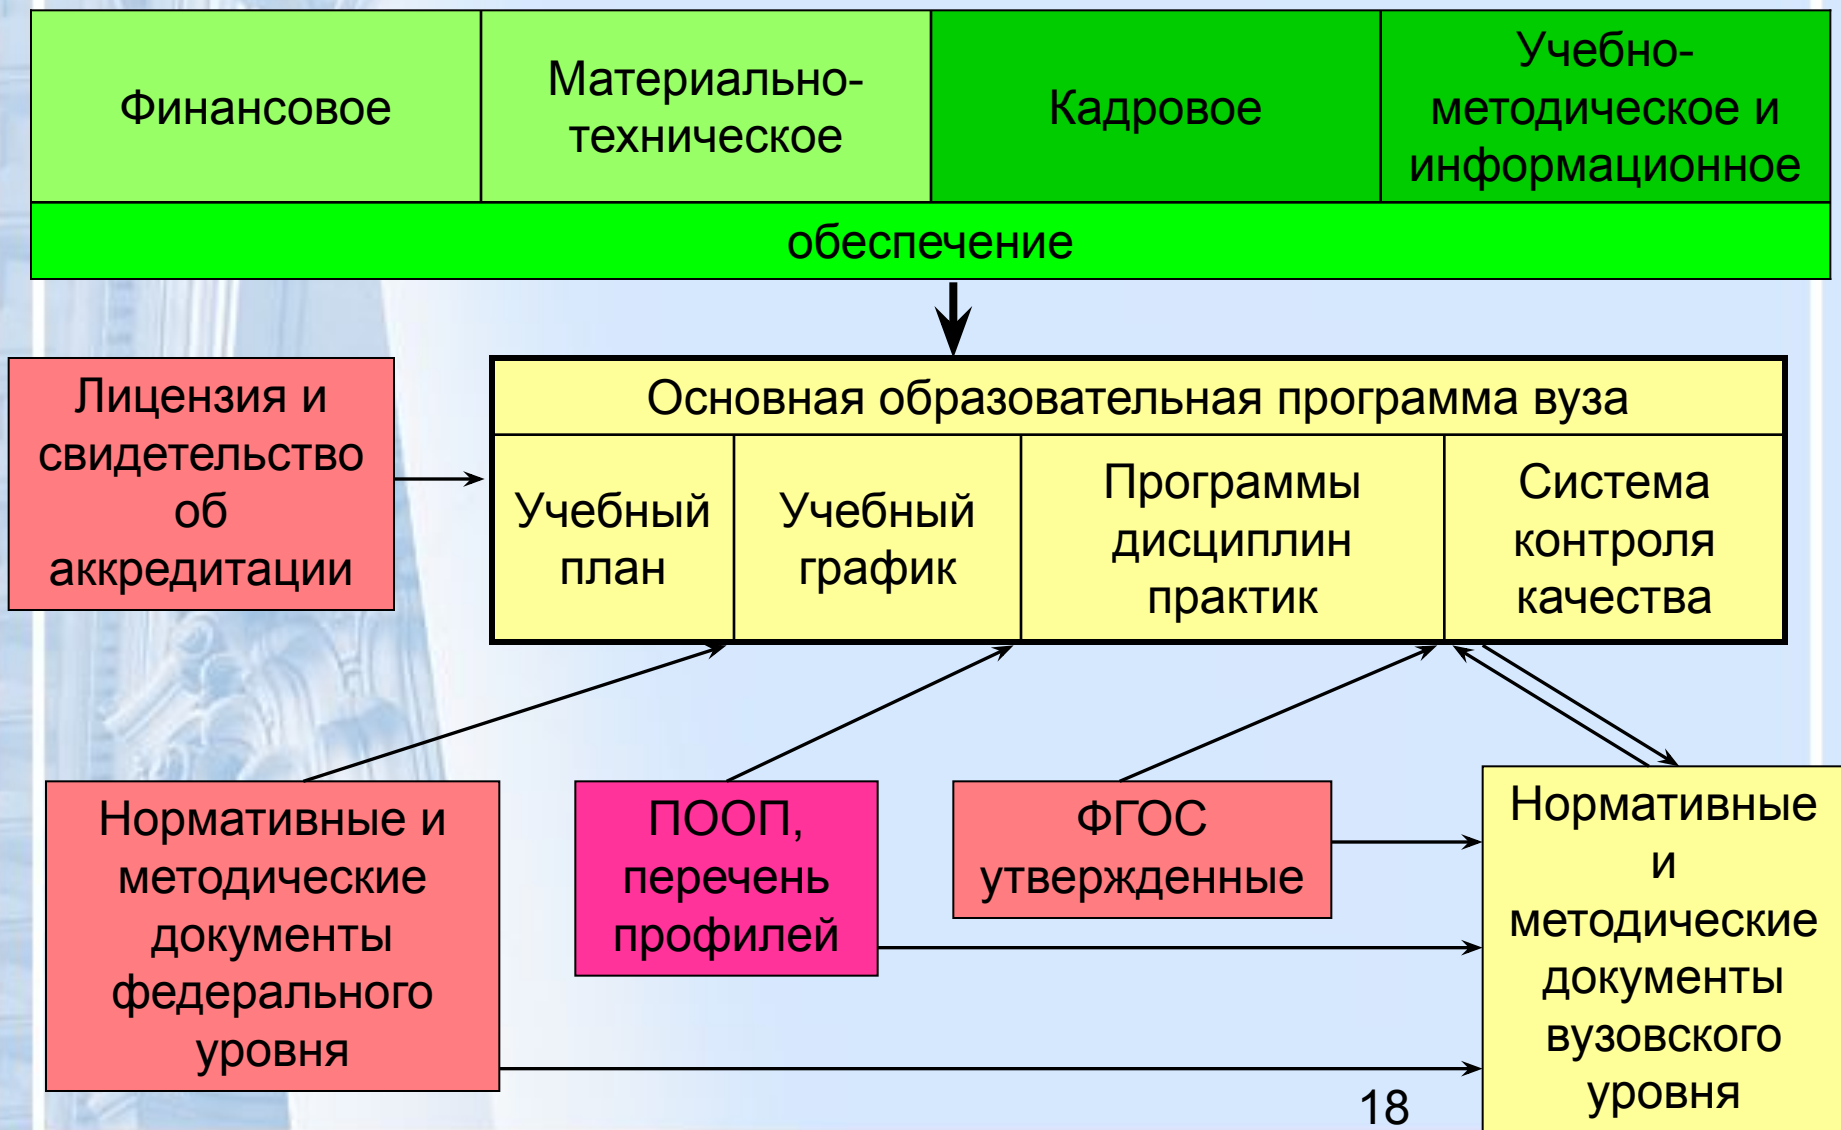 Финансовое
Материально-
техническое
Кадровое
Учебно-
методическое и
информационное
обеспечение
Лицензия и
свидетельство
об
аккредитации
Основная образовательная программа вуза
Учебный
план
Учебный
график
Программы
дисциплин
практик
Система
контроля
качества
Нормативные и
методические
документы
федерального
уровня
ПООП,
перечень
профилей
ФГОС
утвержденные
Нормативные
и
методические
документы
вузовского
уровня
18